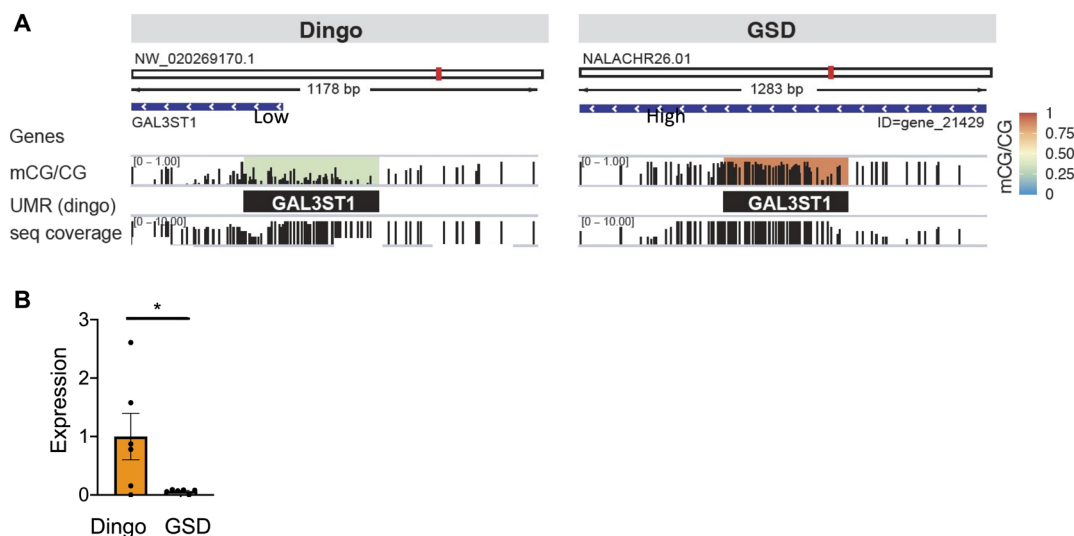 A
Dingo
GSD
NW_020269170.1
NALACHR26.01
1178 bp
1283 bp
GAL3ST1
Low
High
ID=gene_21429
Genes
mCG/CG
[0 – 1.00]
[0 – 1.00]
UMR (dingo)
GAL3ST1
GAL3ST1
seq coverage
[0 – 10.00]
[0 – 10.00]
mCG/CG
1
0.75
0.50
0.25
0
B
*
Expression
3
2
1
0
Dingo
GSD